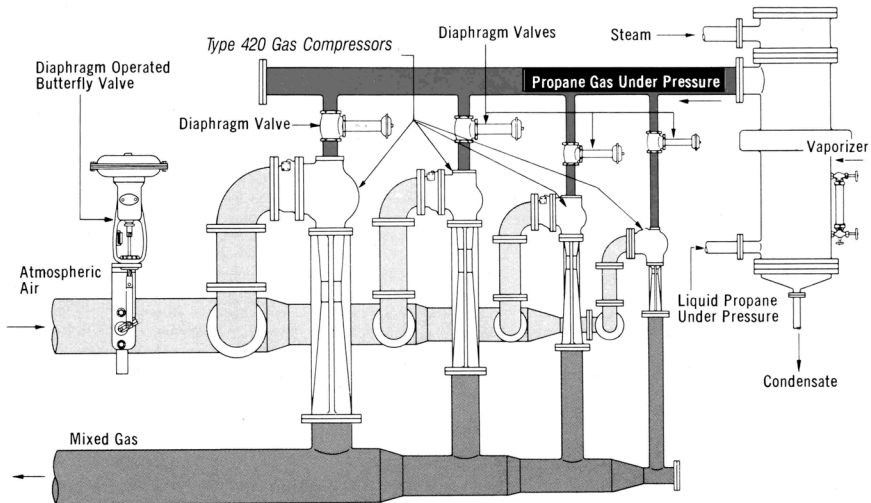 Type 420 Gas Compressors
Diaphragm Valves
Steam
Diaphragm Operated
Butterfly Valve
Propane Gas Under Pressure
Diaphragm Valve
Vaporizer
Atmospheric
Air
Liquid Propane
Under Pressure
Condensate
Mixed Gas